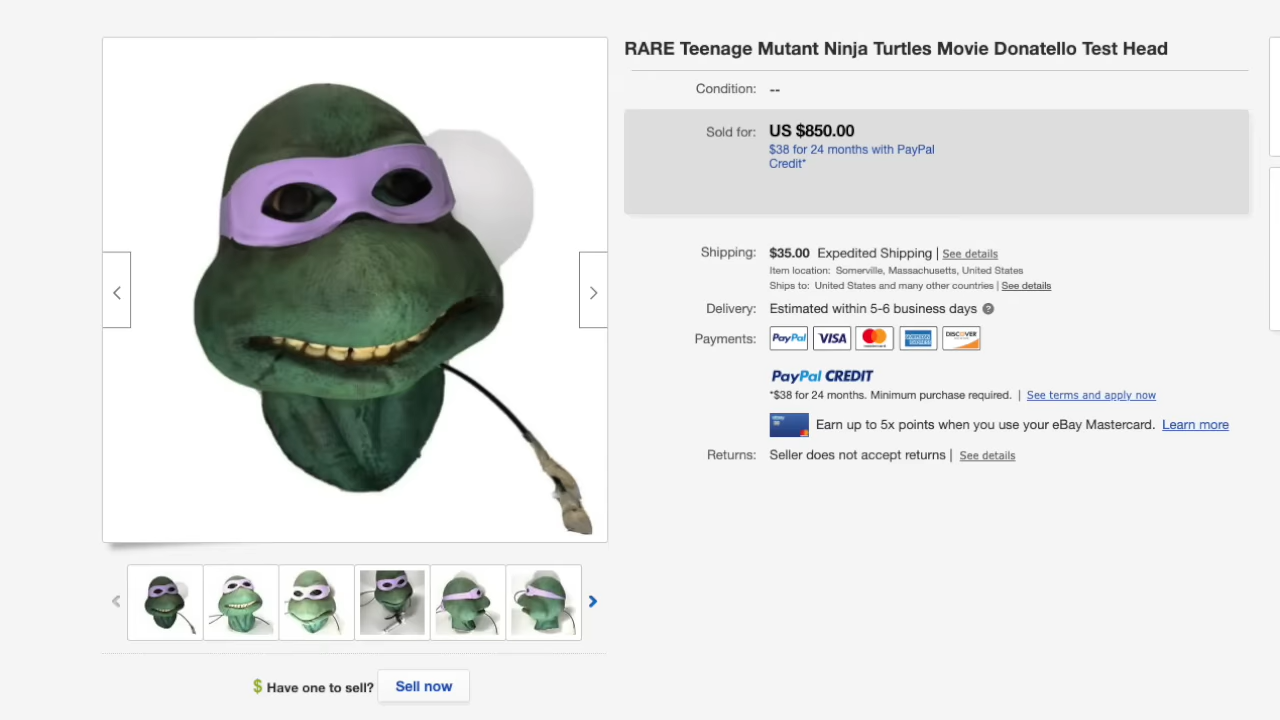 RARE Teenage Mutant Ninja Turtles Movie Donatello Test Head
Condition: --
Sold for: US $850.00
$38 for 24 months with PayPal
Credit*
Shipping: $35.00 Expedited Shipping | See details
Item location: Somerville, Massachusetts, United States
Ships to: United States and many other countries | See details
Delivery: Estimated within 5-6 business days ?
Payments: PayPal VISA DISCOVER
PayPal CREDIT
*$38 for 24 months. Minimum purchase required. | See terms and apply now
Earn up to 5x points when you use your eBay Mastercard. Learn more
Returns: Seller does not accept returns | See details
$ Have one to sell? Sell now